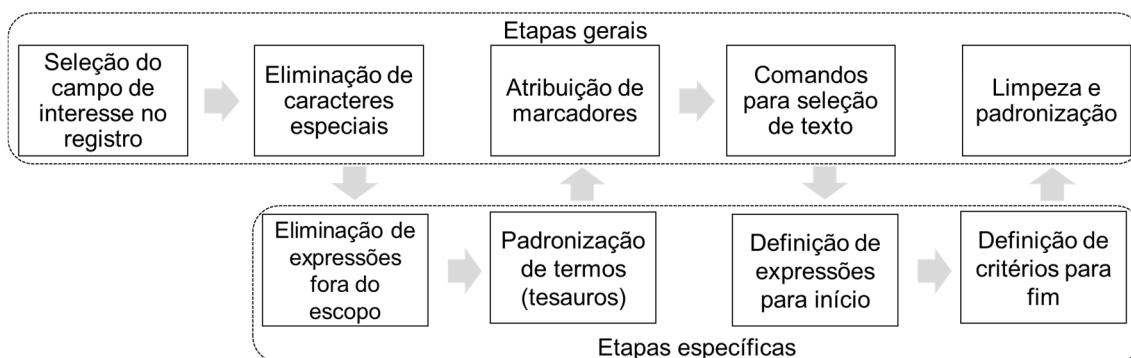 Etapas gerais
Seleção do
campo de
interesse no
registro
Eliminação de
caracteres
especiais
Atribuição de
marcadores
Comandos
para seleção
de texto
Limpeza e
padronização
Eliminação de
expressões
fora do
escopo
Padronização
de termos
(tesauros)
Definição de
expressões
para início
Definição de
critérios para
fim
Etapas específicas